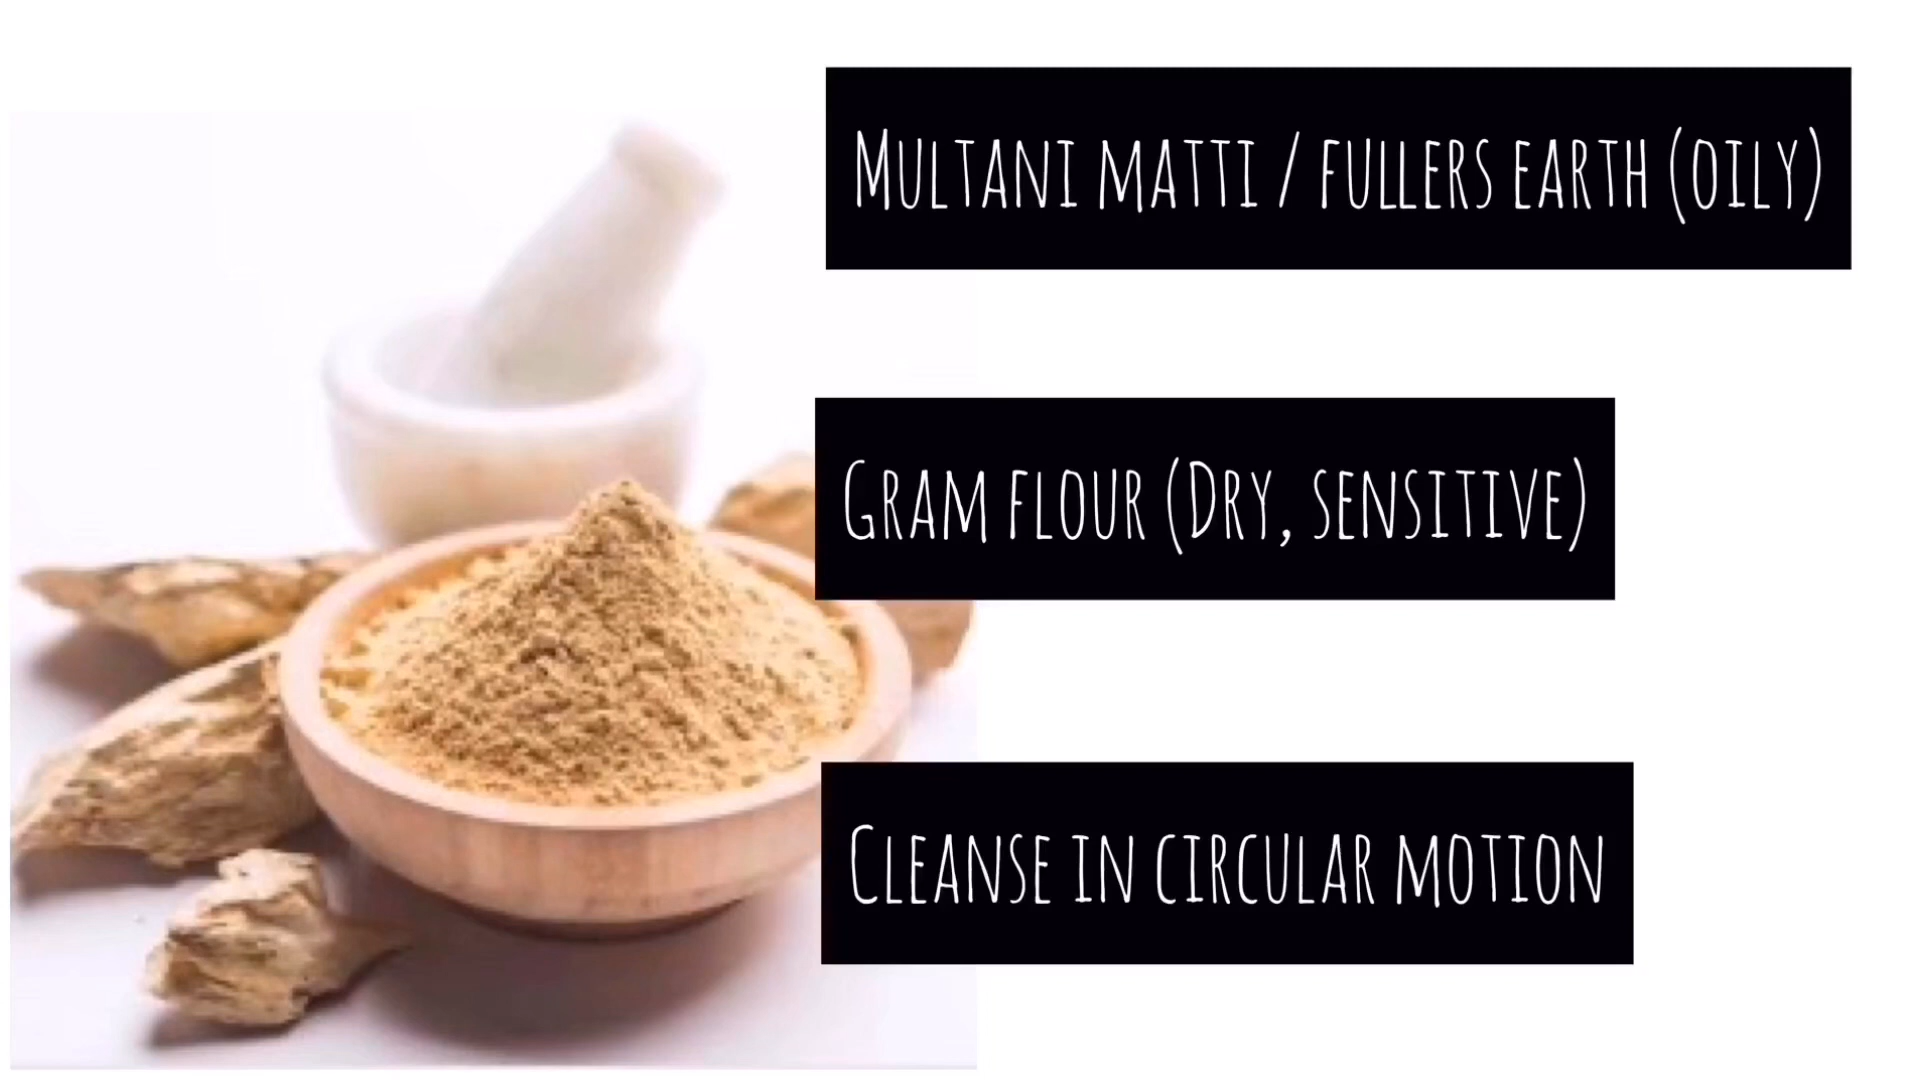 Multani matti / fullers earth (oily)
Gram flour (Dry, sensitive)
Cleanse in circular motion